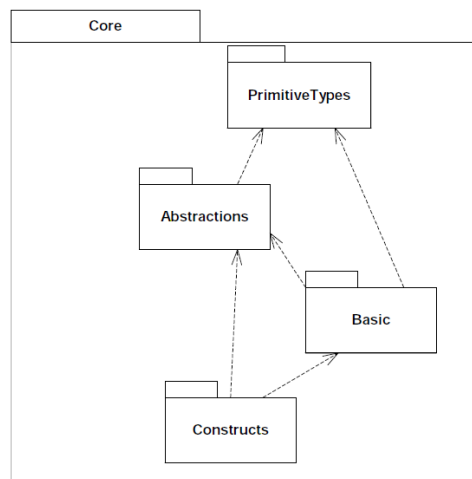 Core
PrimitiveTypes
Abstractions
Basic
Constructs